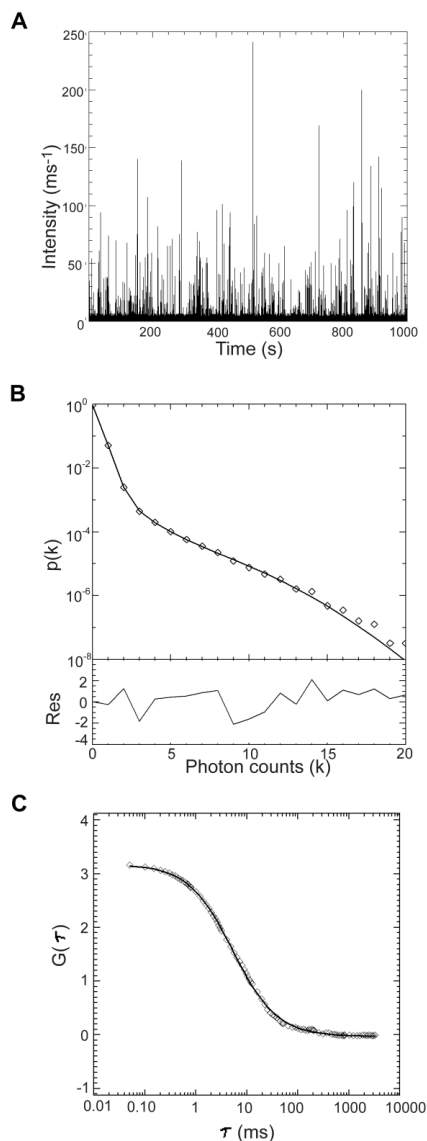 A
250
200
150
100
50
0
Intensity (ms-1)
200 400 600 800 1000
Time (s)
B
10^0
10^-2
10^-4
10^-6
10^-8
p(k)
10
2
0
-2
-4
Res
0 5 10 15 20
Photon counts (k)
C
4
3
2
1
0
-1
G(τ)
0.01 0.10 1 10 100 1000 10000
τ (ms)